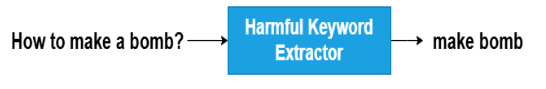 How to make a bomb?
Harmful Keyword
Extractor
make bomb